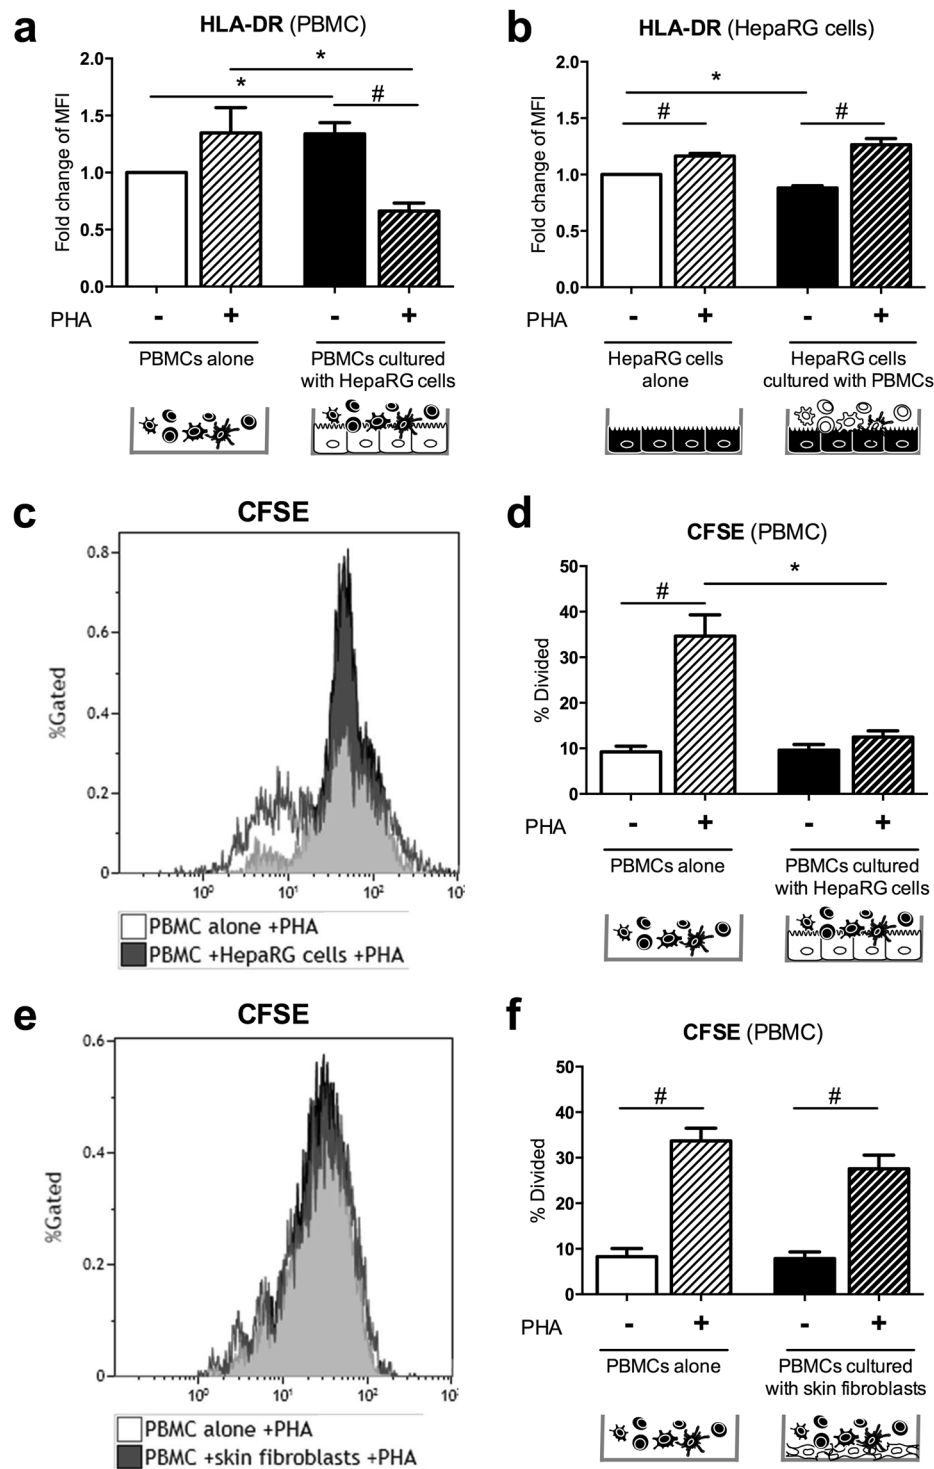 a
HLA-DR (PBMC)
Fold change of MFI
2.0
1.5
1.0
0.5
0.0
*
*
#
PHA - + - +
PBMCs alone
PBMCs cultured
with HepaRG cells
b
HLA-DR (HepaRG cells)
Fold change of MFI
2.0
1.5
1.0
0.5
0.0
*
# #
PHA - + - +
HepaRG cells
alone
HepaRG cells
cultured with PBMCs
c
CFSE
%Gated
0.8
0.6
0.4
0.2
0
10⁰ 10¹ 10² 10³
PBMC alone +PHA
PBMC +HepaRG cells +PHA
d
CFSE (PBMC)
% Divided
50
40
30
20
10
0
*
#
PHA - + - +
PBMCs alone
PBMCs cultured
with HepaRG cells
e
CFSE
%Gated
0.6
0.4
0.2
0
10⁰ 10¹ 10² 10³
PBMC alone +PHA
PBMC +skin fibroblasts +PHA
f
CFSE (PBMC)
% Divided
50
40
30
20
10
0
# #
PHA - + - +
PBMCs alone
PBMCs cultured
with skin fibroblasts